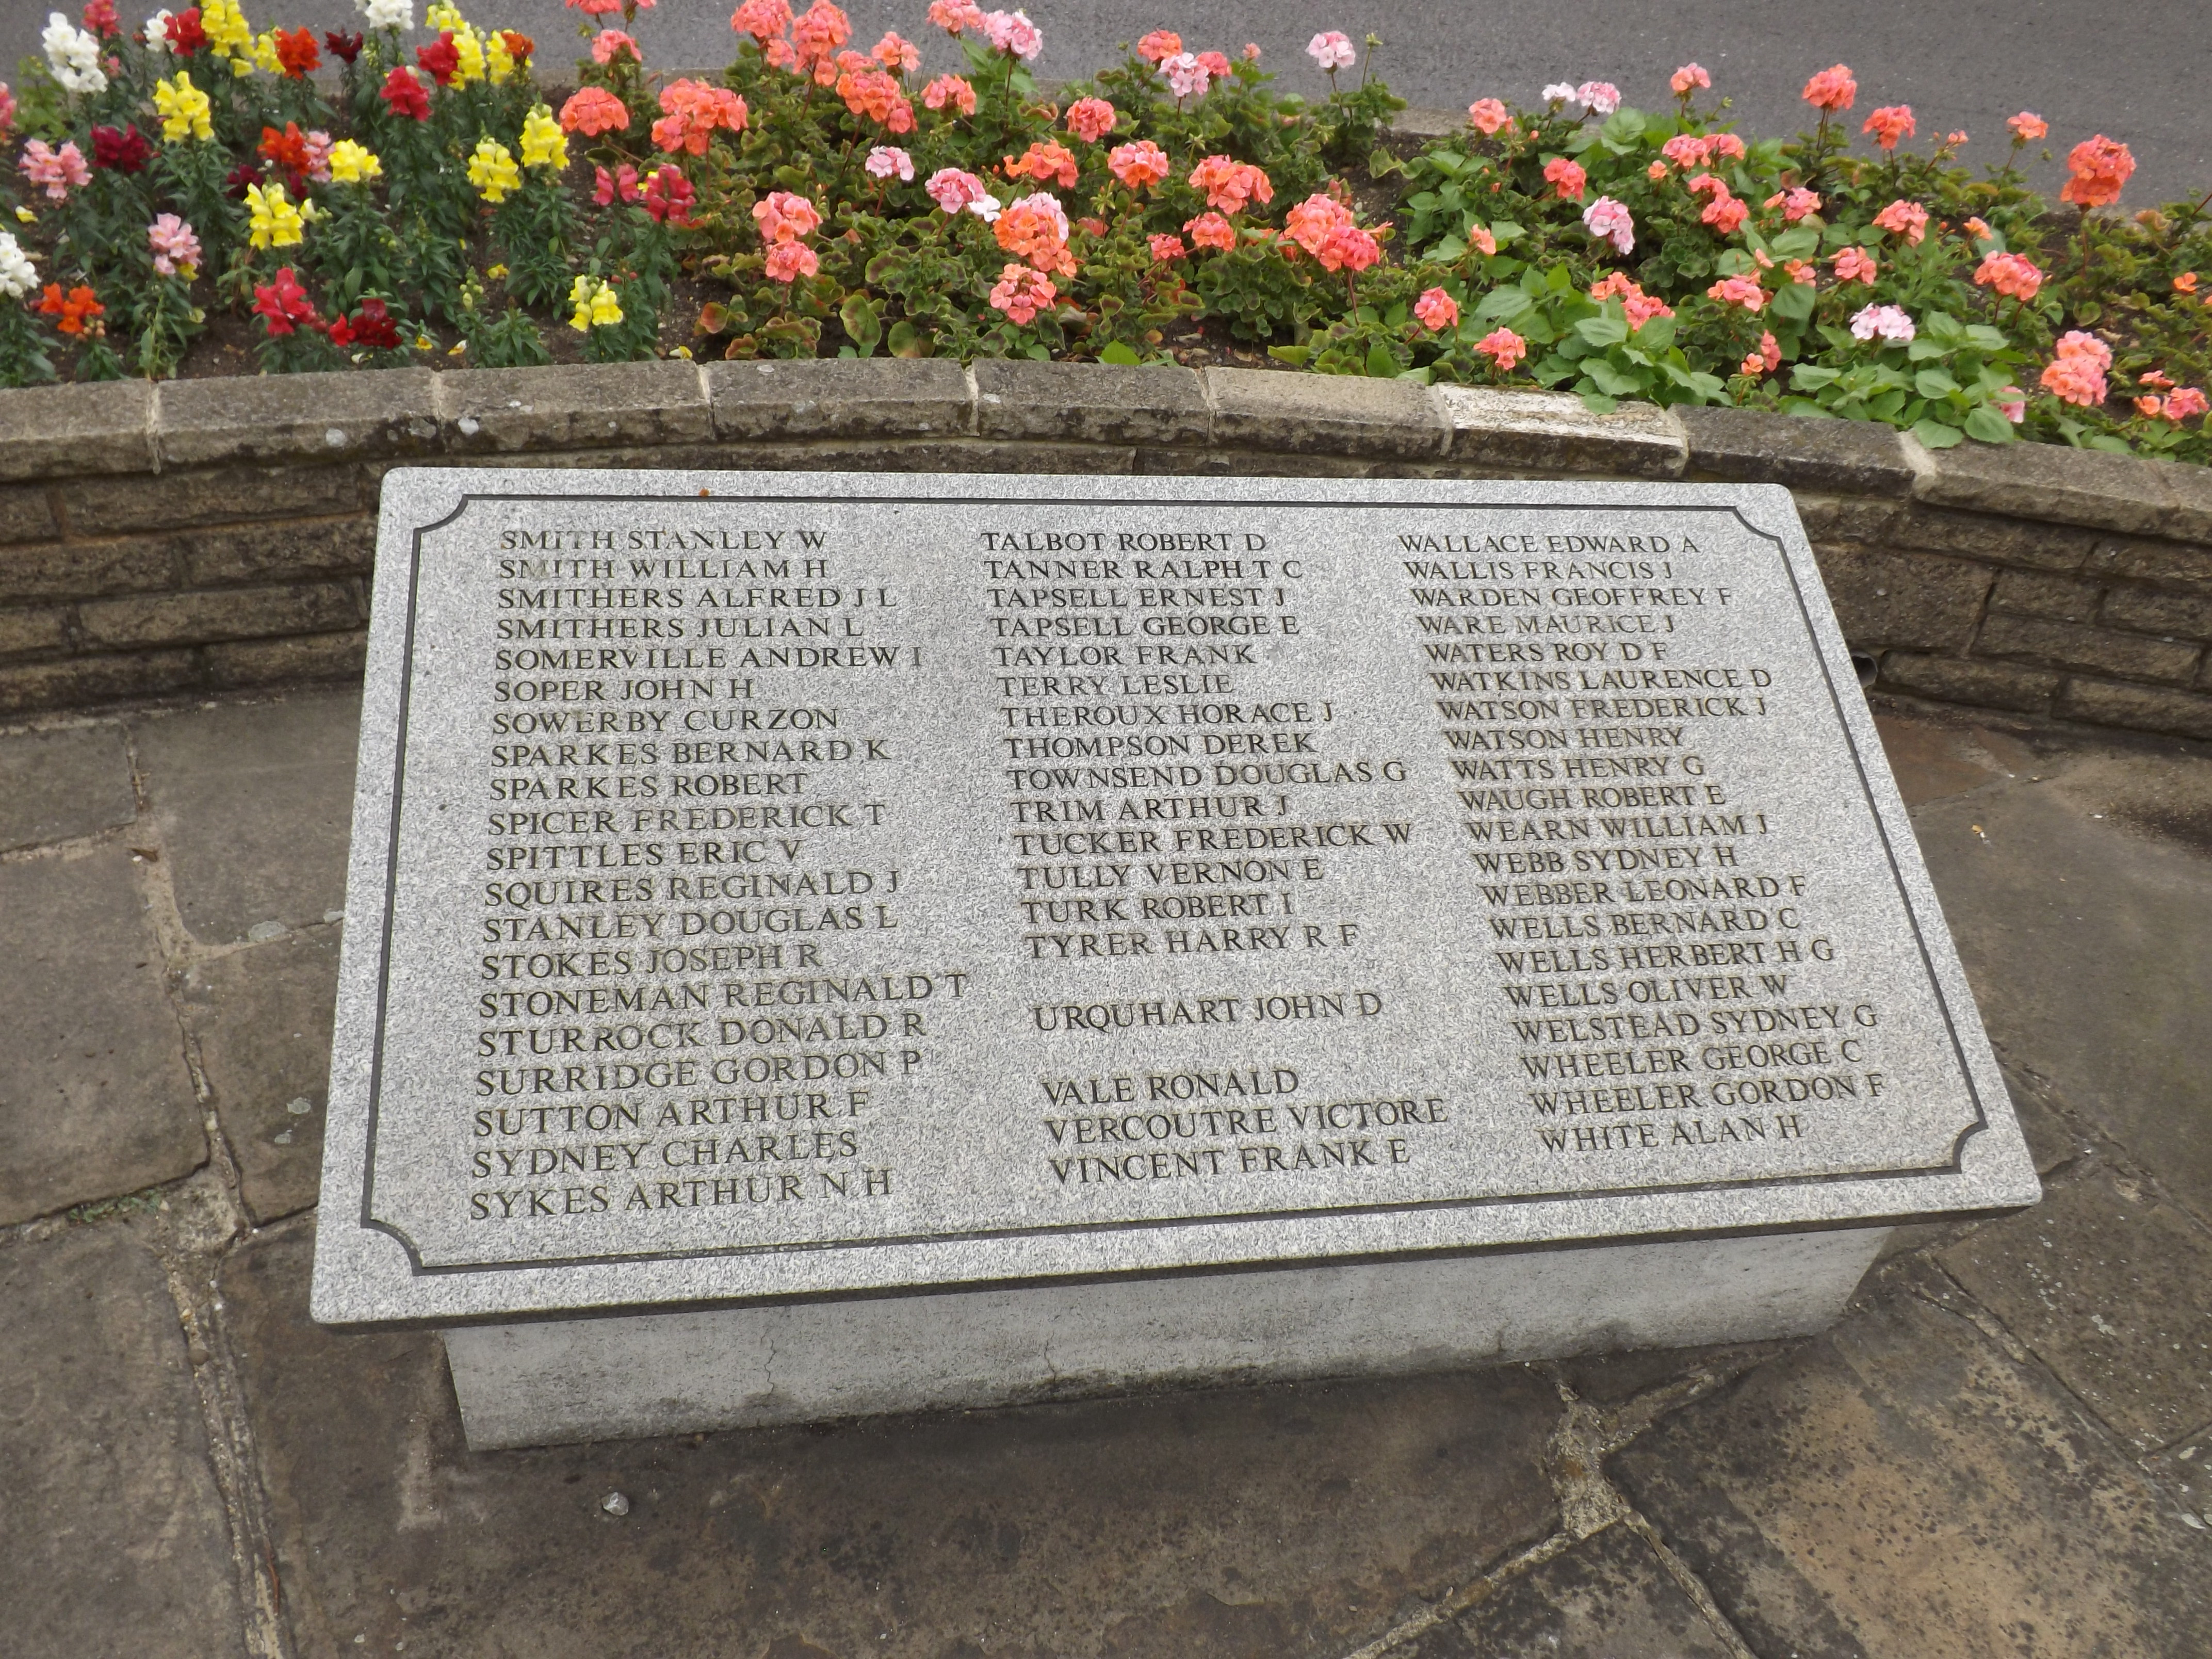 SMITH STANLEY W
SMITH WILLIAM H
SMITHERS ALFRED J L
SMITHERS JULIAN L
SOMERVILLE ANDREW I
SOPER JOHN H
SOWERBY CURZON
SPARKES BERNARD K
SPARKES ROBERT
SPICER FREDERICK T
SPITTLES ERIC V
SQUIRES REGINALD J
STANLEY DOUGLAS L
STOKES JOSEPH R
STONEMAN REGINALD T
STURROCK DONALD R
SURRIDGE GORDON P
SUTTON ARTHUR F
SYDNEY CHARLES
SYKES ARTHUR N H
TALBOT ROBERT D
TANNER RALPH T C
TAPSELL ERNEST J
TAPSELL GEORGE E
TAYLOR FRANK
TERRY LESLIE
THEROUX HORACE J
THOMPSON DEREK
TOWNSEND DOUGLAS G
TRIM ARTHUR J
TUCKER FREDERICK W
TULLY VERNON E
TURK ROBERT I
TYRER HARRY R F
URQUHART JOHN D
VALE RONALD
VERCOUTRE VICTORE
VINCENT FRANK E
WALLACE EDWARD A
WALLIS FRANCIS J
WARDEN GEOFFREY F
WARE MAURICE J
WATERS ROY D F
WATKINS LAURENCE D
WATSON FREDERICK J
WATSON HENRY
WATTS HENRY G
WAUGH ROBERT E
WEARN WILLIAM J
WEBB SYDNEY H
WEBBER LEONARD F
WELLS BERNARD C
WELLS HERBERT H G
WELLS OLIVER W
WELSTEAD SYDNEY G
WHEELER GEORGE C
WHEELER GORDON F
WHITE ALAN H